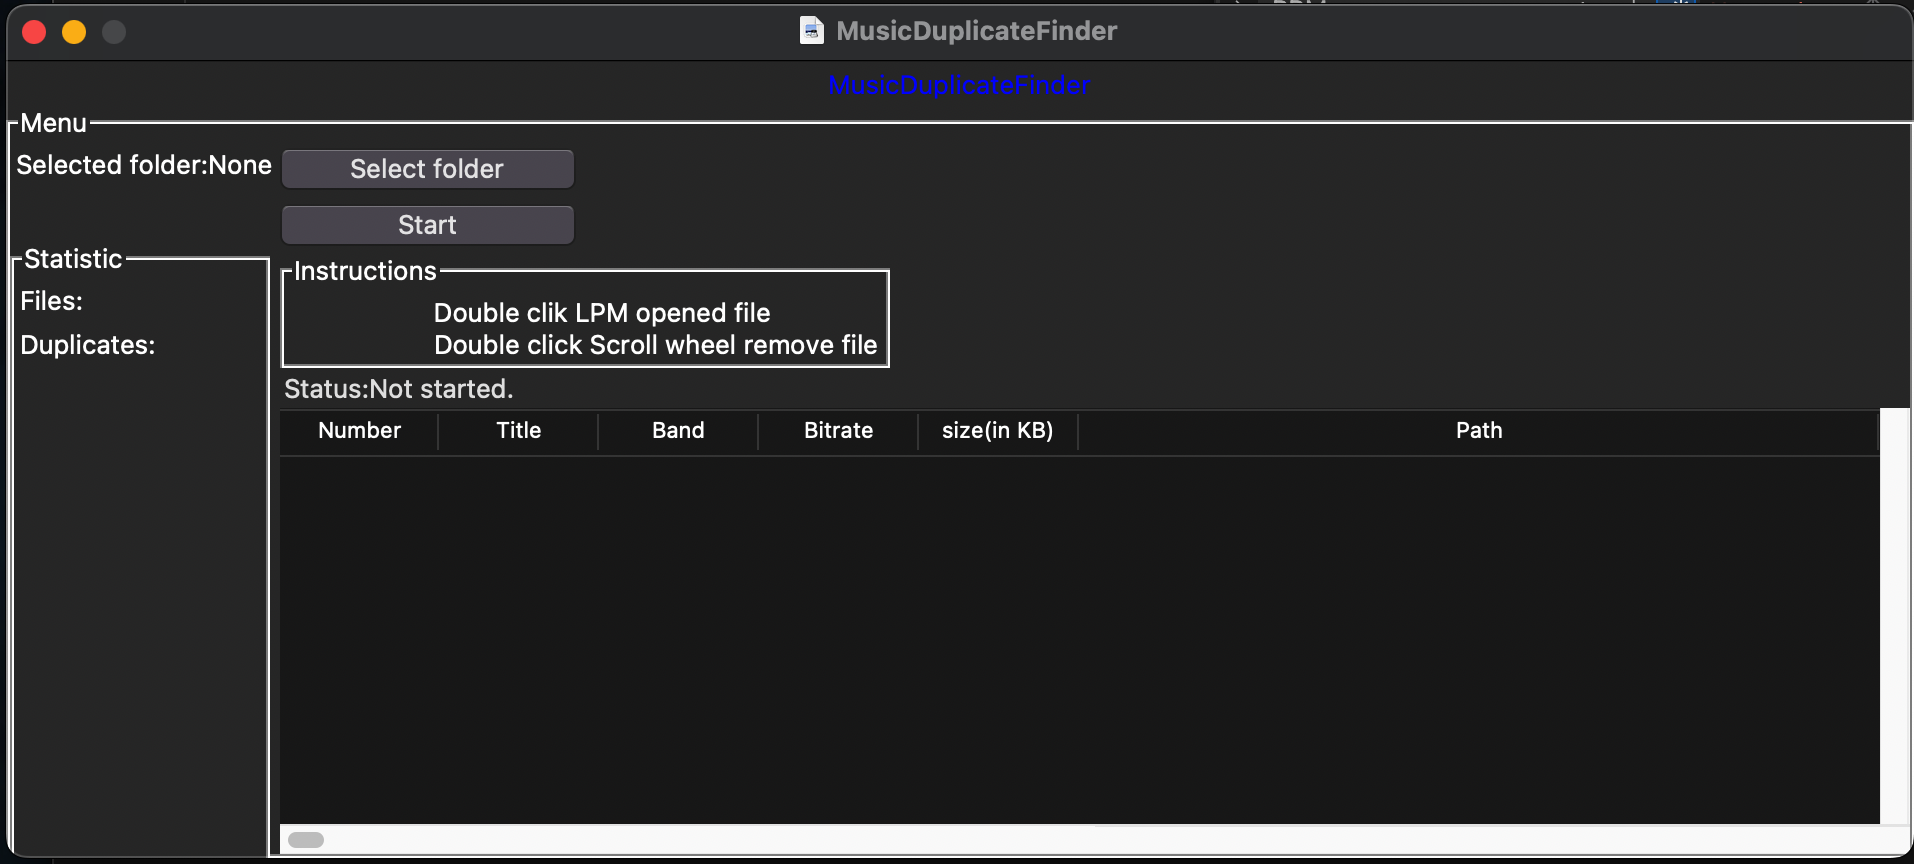 MusicDuplicateFinder
MusicDuplicateFinder
Menu
Selected folder:None
Select folder
Start
Statistic
Files:
Duplicates:
Instructions
Double clik LPM opened file
Double click Scroll wheel remove file
Status:Not started.
Number Title Band Bitrate size(in KB) Path